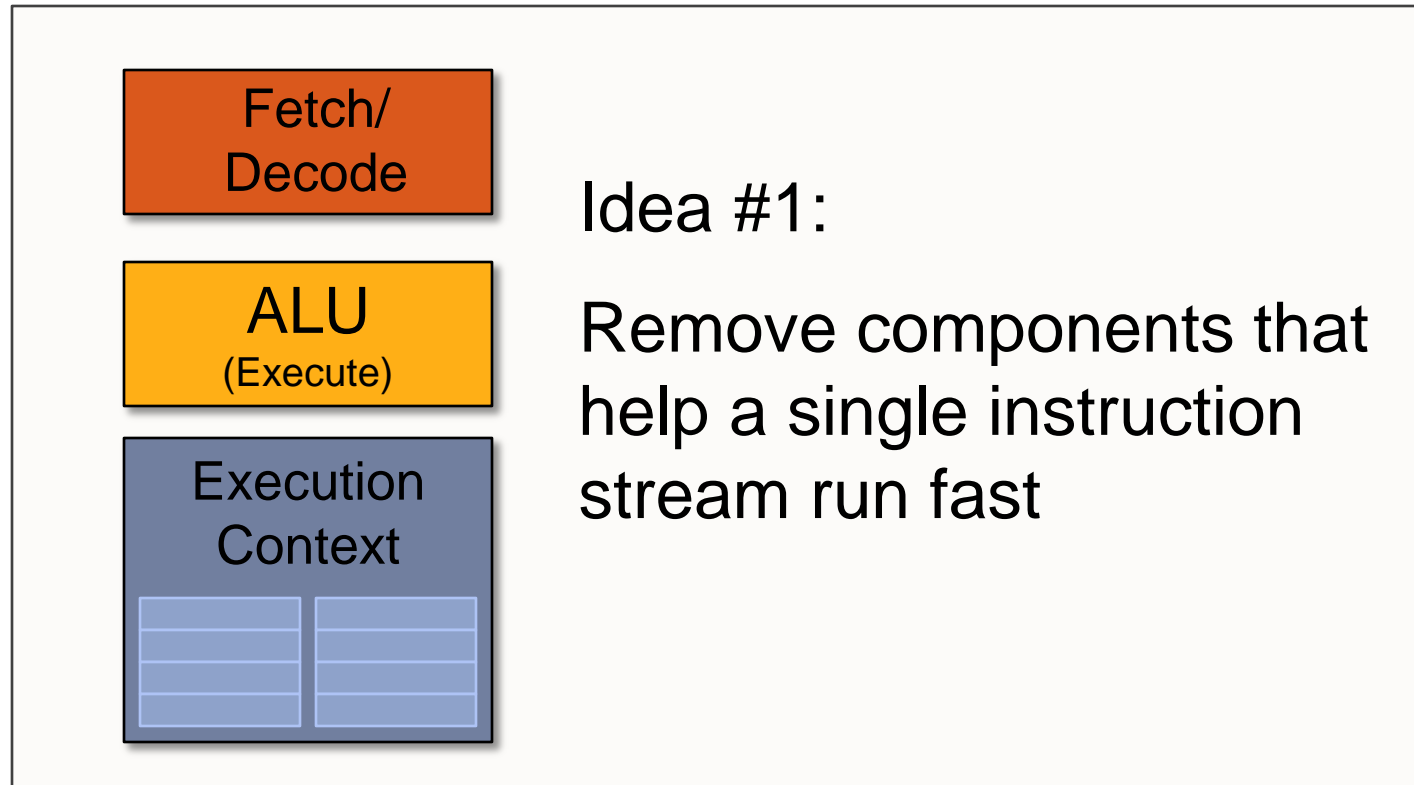 Fetch/
Decode
ALU
(Execute)
Execution
Context
Idea #1:
Remove components that
help a single instruction
stream run fast